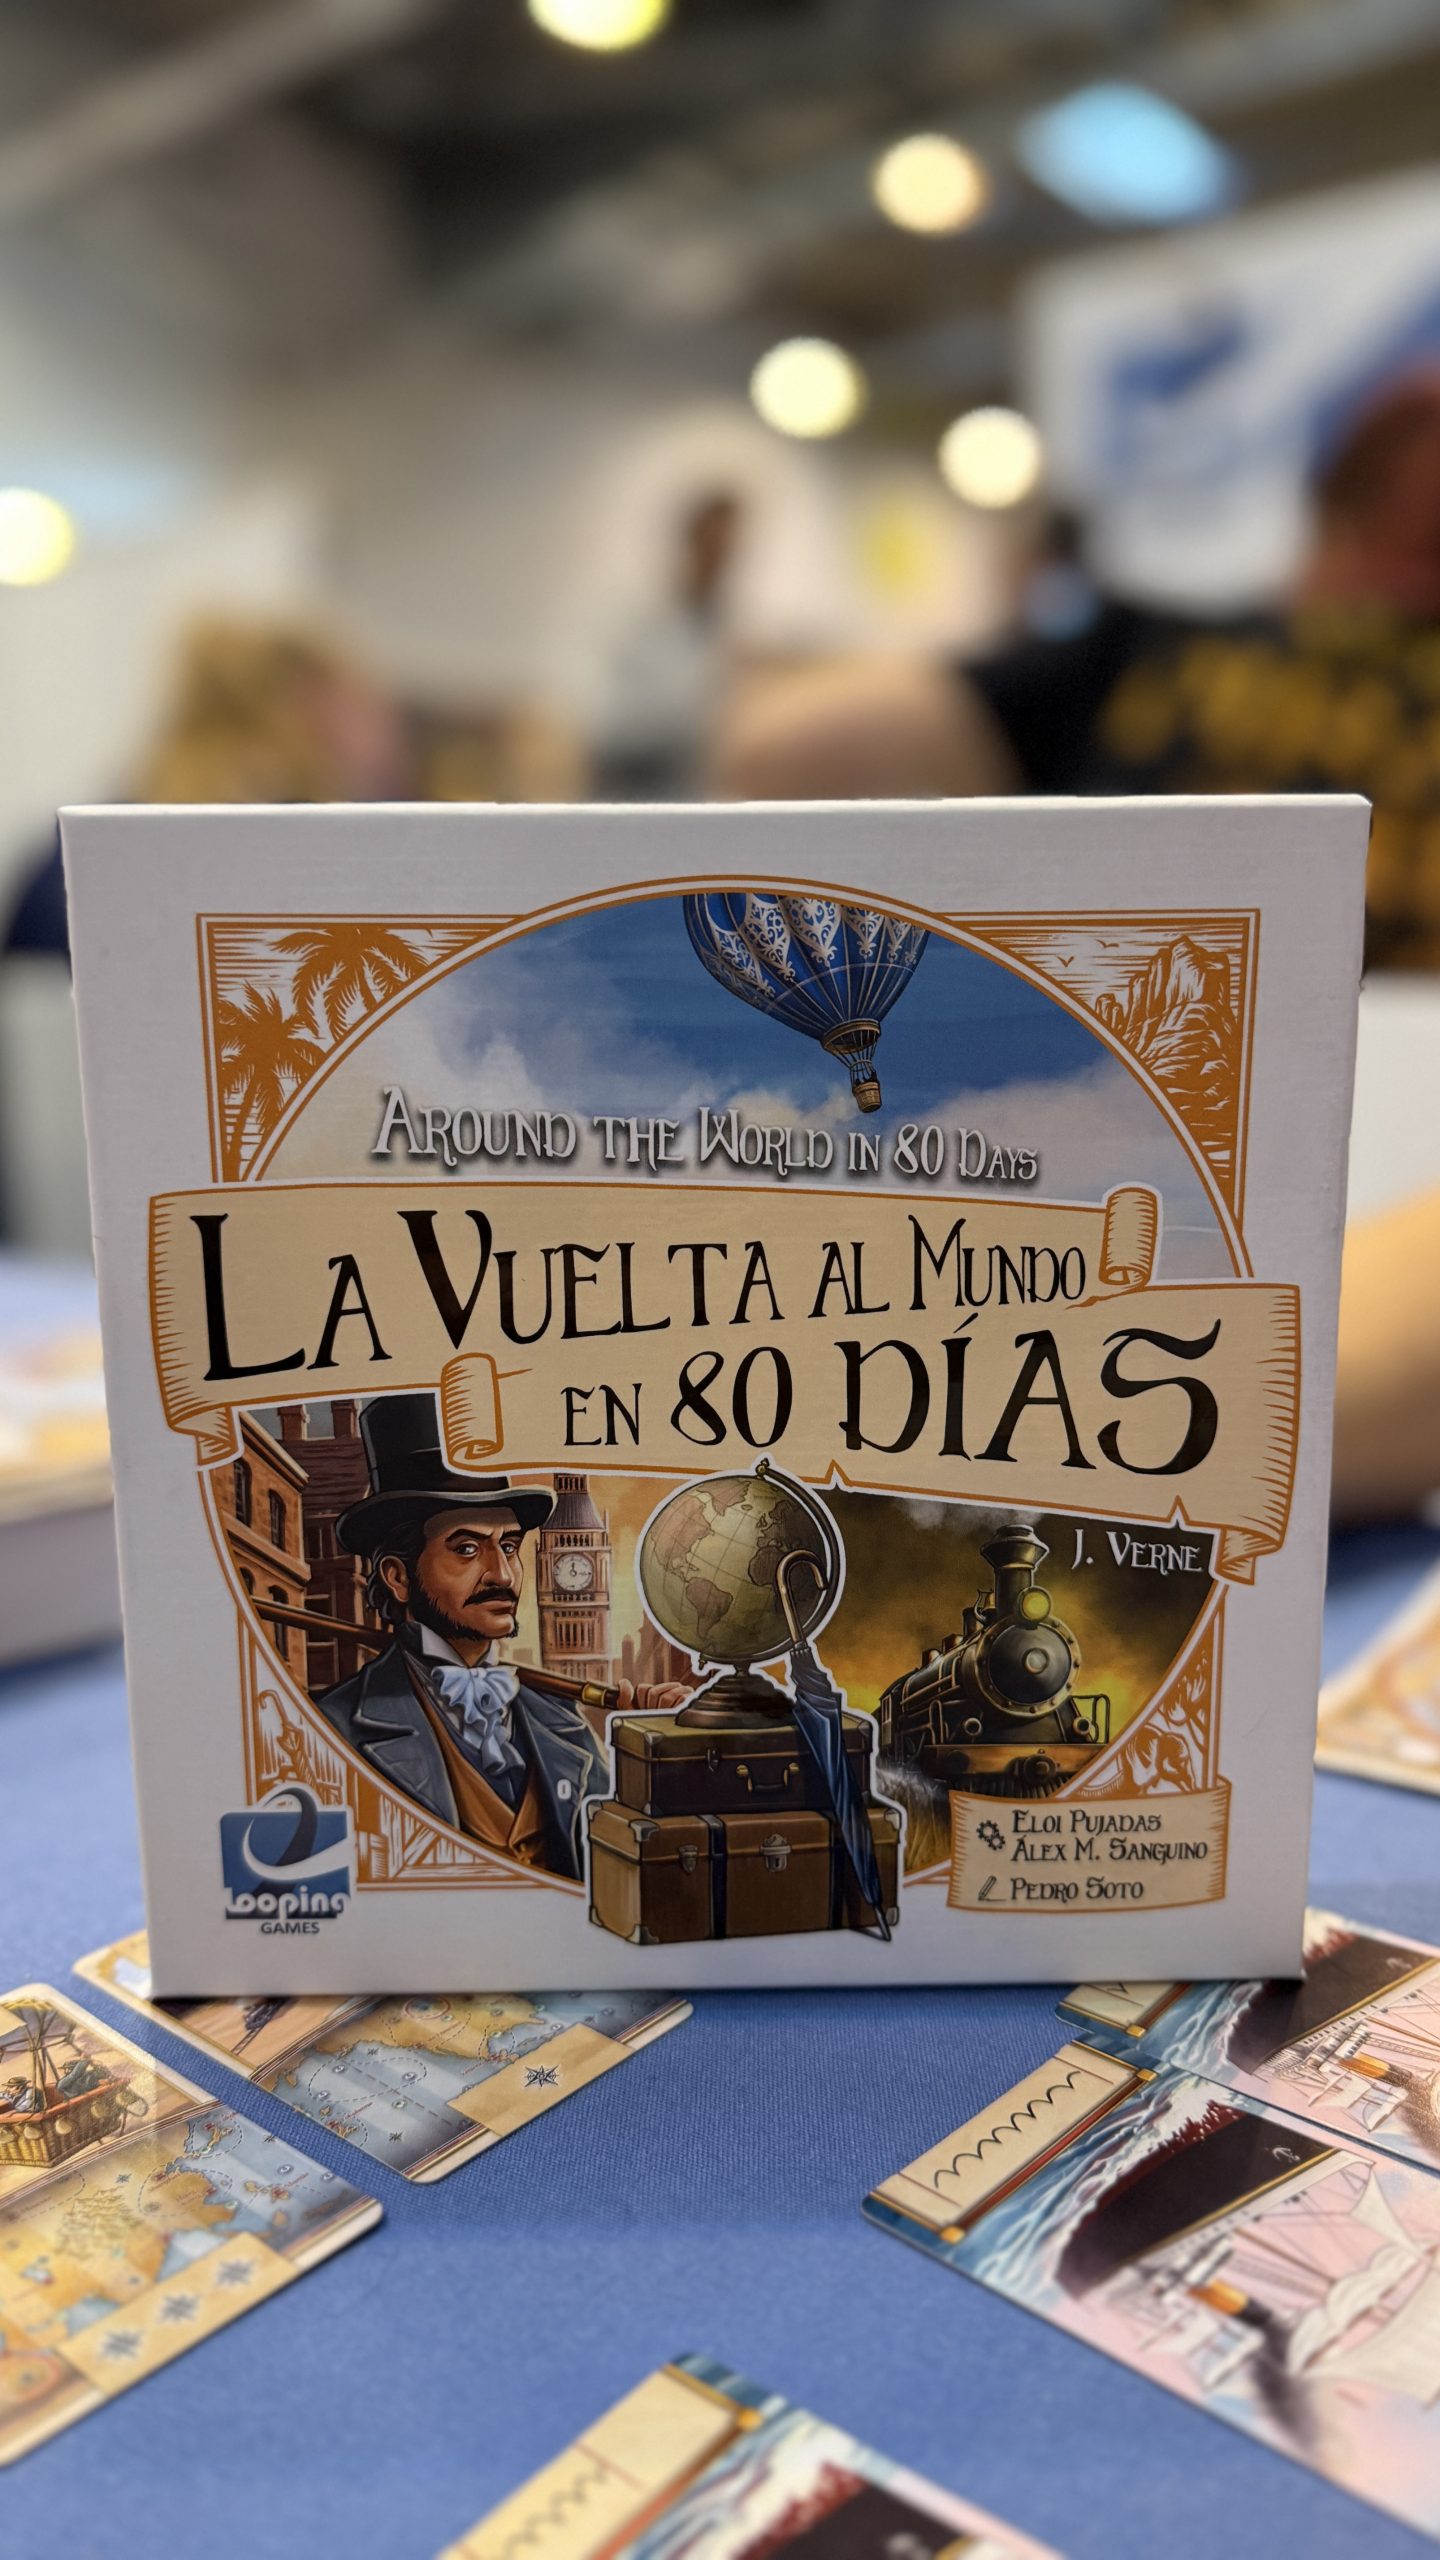 Around the World in 80 Days
La Vuelta al Mundo
en 80 Días
J. Verne
Eloi Pujadas
Àlex M. Sanguino
Pedro Soto
Looping
GAMES